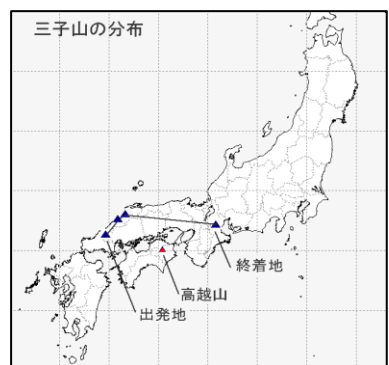 三子山の分布
終着地
高越山
出発地